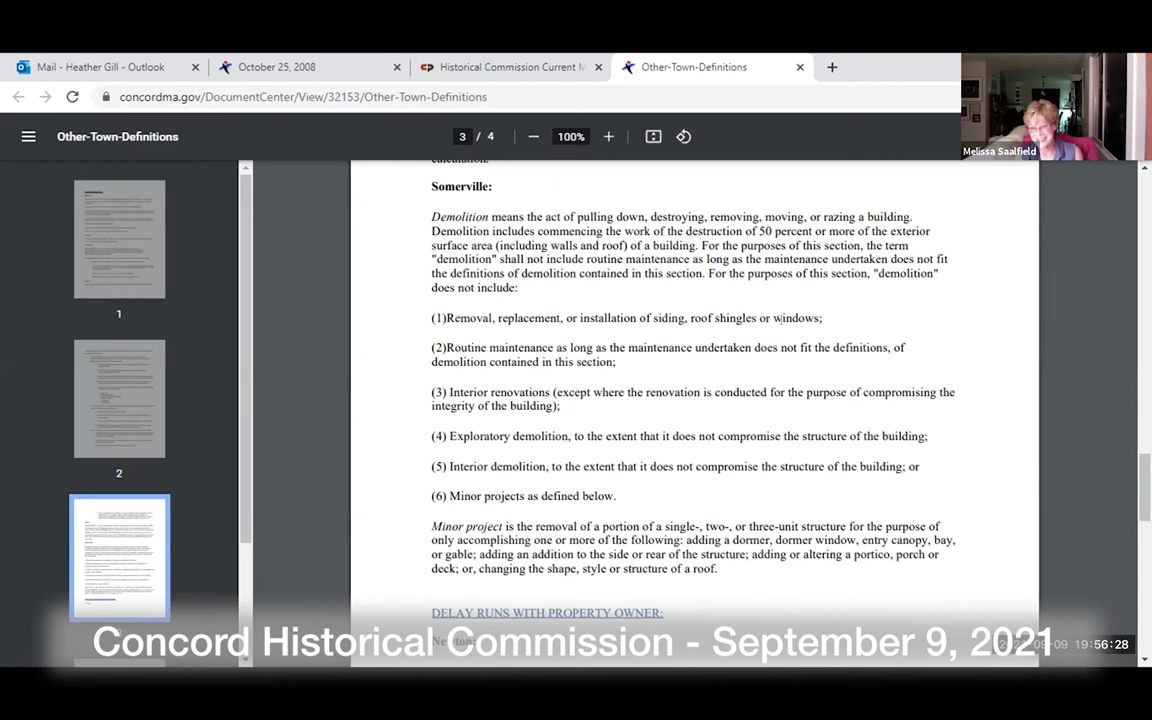 Mail - Heather Gill - Outlook
October 25, 2008
Historical Commission Current M
Other-Town-Definitions
concordma.gov/DocumentCenter/View/32153/Other-Town-Definitions
Other-Town-Definitions
3 / 4
100%
Melissa Saalfield
1
2
calculation.
Somerville:
Demolition means the act of pulling down, destroying, removing, moving, or razing a building.
Demolition includes commencing the work of the destruction of 50 percent or more of the exterior
surface area (including walls and roof) of a building. For the purposes of this section, the term
"demolition" shall not include routine maintenance as long as the maintenance undertaken does not fit
the definitions of demolition contained in this section. For the purposes of this section, "demolition"
does not include:
(1)Removal, replacement, or installation of siding, roof shingles or windows;
(2)Routine maintenance as long as the maintenance undertaken does not fit the definitions, of
demolition contained in this section;
(3) Interior renovations (except where the renovation is conducted for the purpose of compromising the
integrity of the building);
(4) Exploratory demolition, to the extent that it does not compromise the structure of the building;
(5) Interior demolition, to the extent that it does not compromise the structure of the building; or
(6) Minor projects as defined below.
Minor project is the removal of a portion of a single-, two-, or three-unit structure for the purpose of
only accomplishing one or more of the following: adding a dormer, dormer window, entry canopy, bay,
or gable; adding an addition to the side or rear of the structure; adding or altering a portico, porch or
deck; or, changing the shape, style or structure of a roof.
DELAY RUNS WITH PROPERTY OWNER:
Newton:
Concord Historical Commission - September 9, 2021
2021-09-09 19:56:28